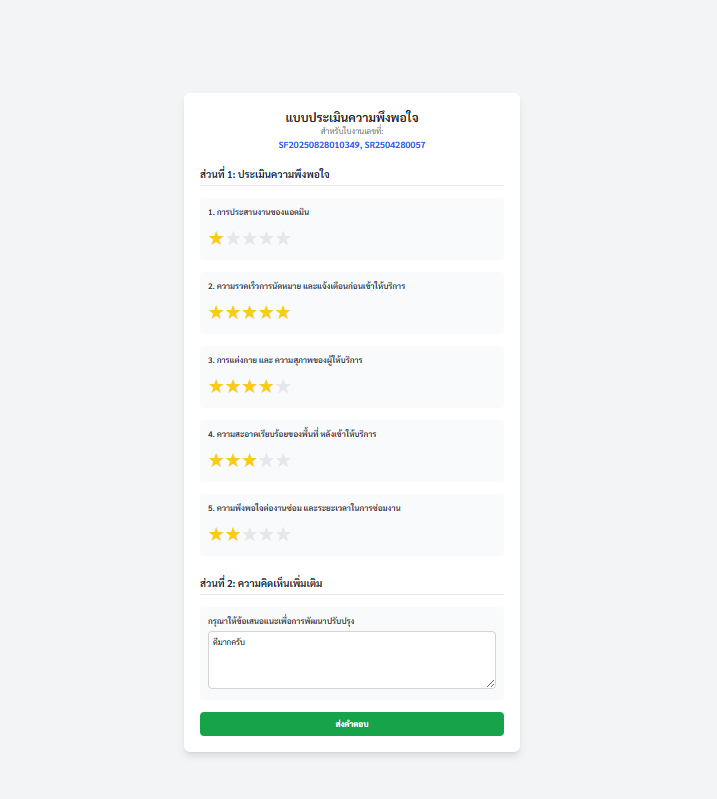 แบบประเมินความพึงพอใจ
สำหรับใบงานเลขที่:
SF20250828010349, SR2504280057
ส่วนที่ 1: ประเมินความพึงพอใจ
1. การประสานงานของแอดมิน
2. ความรวดเร็วการนัดหมาย และแจ้งเตือนก่อนเข้าให้บริการ
3. การแต่งกาย และ ความสุภาพของผู้ให้บริการ
4. ความสะอาดเรียบร้อยของพื้นที่ หลังเข้าให้บริการ
5. ความพึงพอใจต่องานซ่อม และระยะเวลาในการซ่อมงาน
ส่วนที่ 2: ความคิดเห็นเพิ่มเติม
กรุณาให้ข้อเสนอแนะเพื่อการพัฒนาปรับปรุง
ดีมากครับ
ส่งคำตอบ